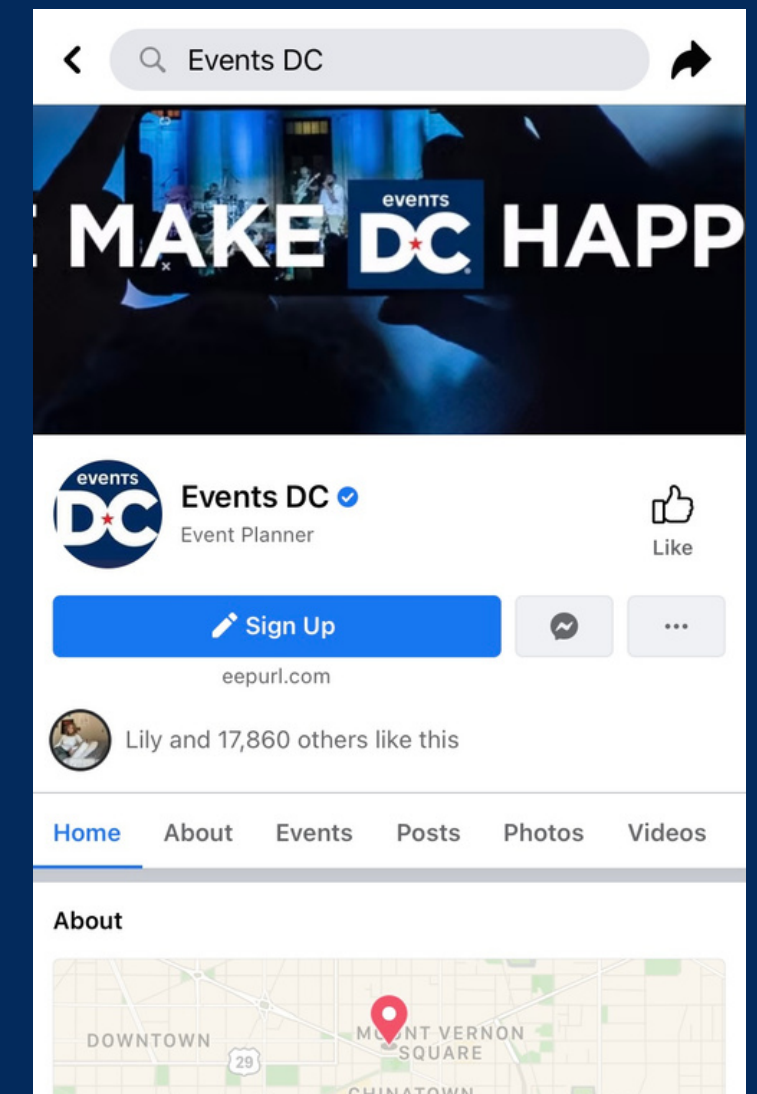 Events DC
E MAKE events DC HAPP
events
DC
Events DC
Event Planner
Like
Sign Up
eepurl.com
Lily and 17,860 others like this
Home About Events Posts Photos Videos
About
DOWNTOWN
29
MOUNT VERNON
SQUARE
CHINATOWN